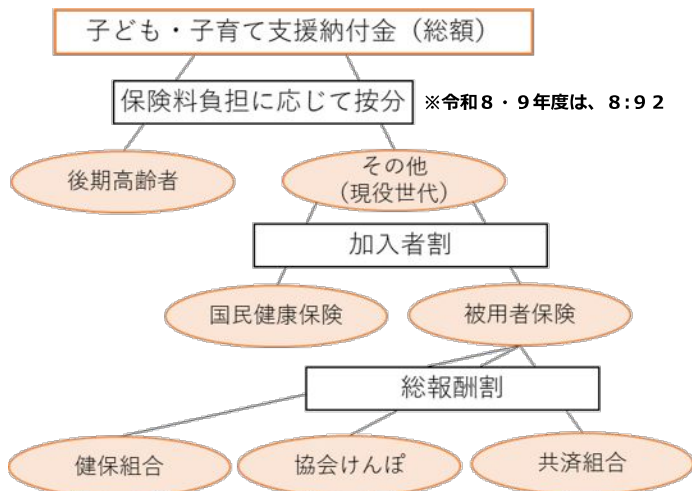 子ども・子育て支援納付金（総額）
保険料負担に応じて按分
※令和８・９年度は、８:９２
後期高齢者
その他
（現役世代）
加入者割
国民健康保険
被用者保険
総報酬割
健保組合
協会けんぽ
共済組合